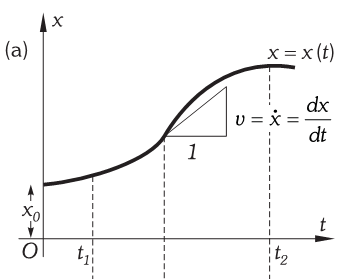 x
(a)
x = x (t)
v = ẋ = dx/dt
1
x₀
t
O
t₁
t₂